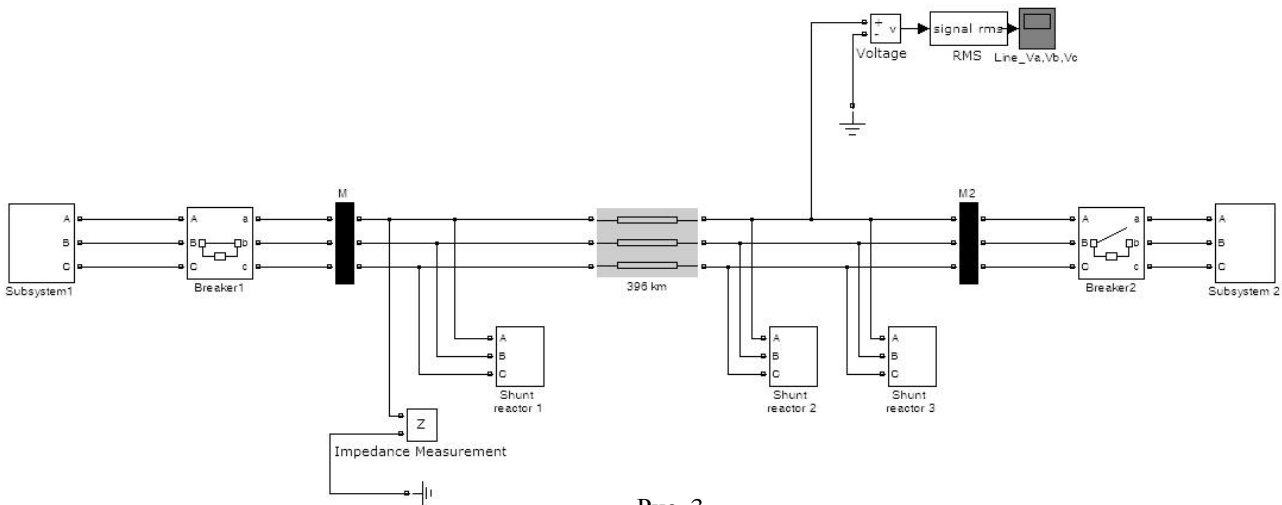 +
-
v
Voltage
signal rms
RMS
Line_Va,Vb,Vc
M
M2
A
B
C
Subsystem1
A
B
C
a
b
c
Breaker1
396 km
A
B
C
a
b
c
Breaker2
A
B
C
Subsystem 2
A
B
C
Shunt
reactor 1
A
B
C
Shunt
reactor 2
A
B
C
Shunt
reactor 3
Z
Impedance Measurement